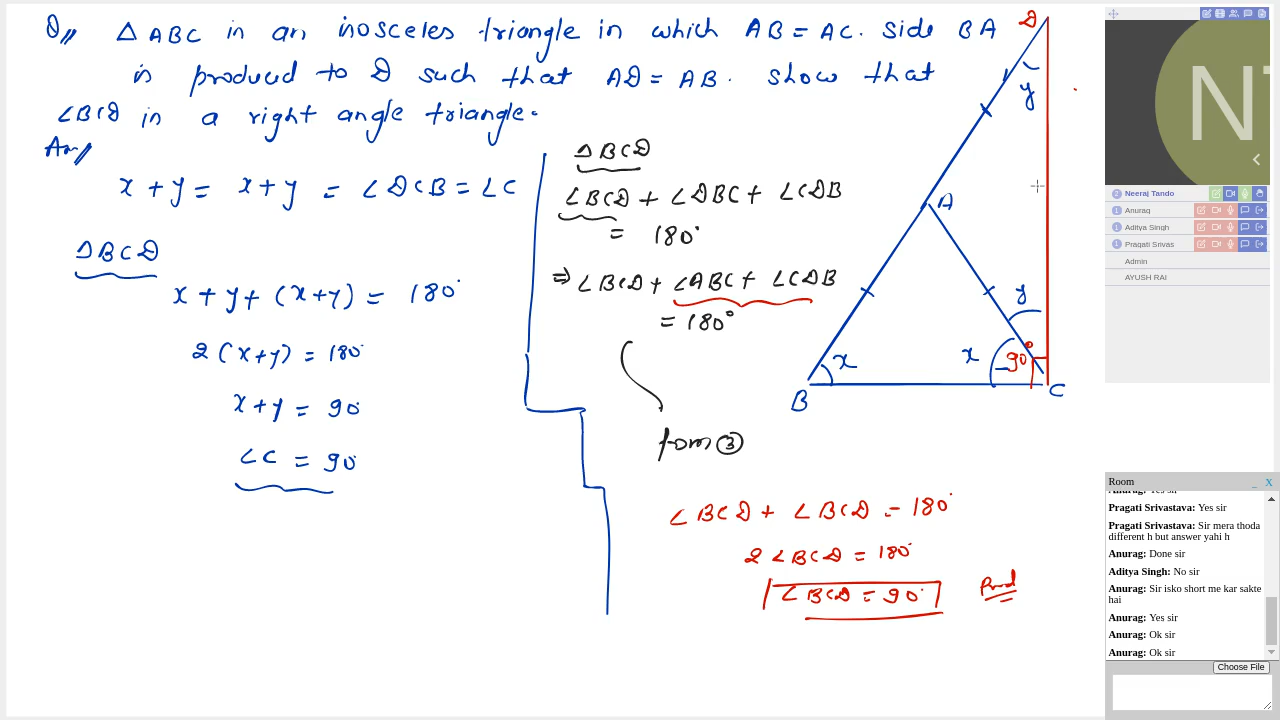 Q,, △ ABC in an isosceles triangle in which AB = AC. side BA
is produced to D such that AD = AB. show that
∠BCD in a right angle triangle.
Ans
x + y = x + y = ∠DCB = ∠C
△BCD
x + y + (x+y) = 180°
2 (x+y) = 180°
x + y = 90°
∠C = 90°
△BCD
∠BCD + ∠DBC + ∠CDB
= 180°
⇒ ∠BCD + ∠ABC + ∠CDB
= 180°
from ③
∠BCD + ∠BCD = 180°
2 ∠BCD = 180°
∠BCD = 90°
Proved
D
y
A
y
x
x
90°
B
C
NT
Neeraj Tando
Anuraq
Aditya Singh
Pragati Srivas
Admin
AYUSH RAI
Room
_ X
Anurag: Yes sir
Pragati Srivastava: Yes sir
Pragati Srivastava: Sir mera thoda
different h but answer yahi h
Anurag: Done sir
Aditya Singh: No sir
Anurag: Sir isko short me kar sakte
hai
Anurag: Yes sir
Anurag: Ok sir
Anurag: Ok sir
Choose File